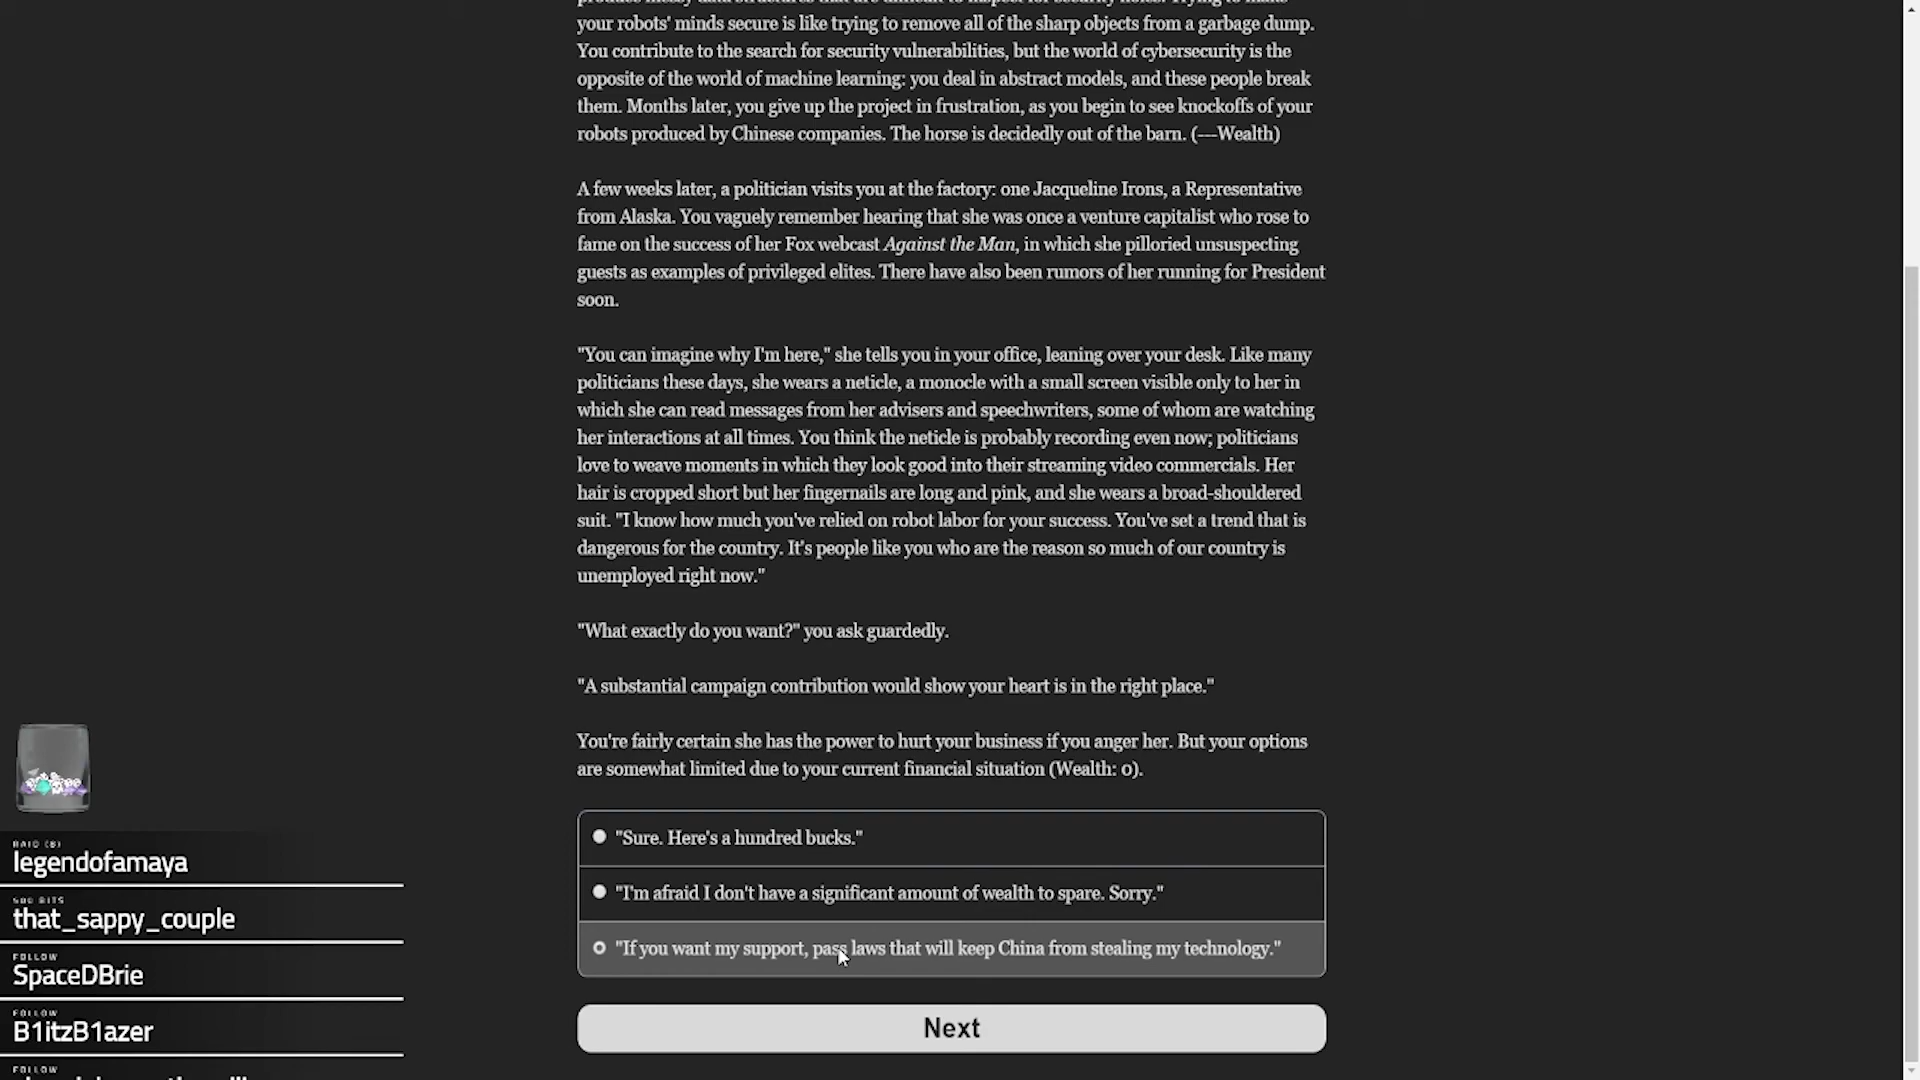 your robots' minds secure is like trying to remove all of the sharp objects from a garbage dump.
You contribute to the search for security vulnerabilities, but the world of cybersecurity is the
opposite of the world of machine learning: you deal in abstract models, and these people break
them. Months later, you give up the project in frustration, as you begin to see knockoffs of your
robots produced by Chinese companies. The horse is decidedly out of the barn. (---Wealth)
A few weeks later, a politician visits you at the factory: one Jacqueline Irons, a Representative
from Alaska. You vaguely remember hearing that she was once a venture capitalist who rose to
fame on the success of her Fox webcast Against the Man, in which she pilloried unsuspecting
guests as examples of privileged elites. There have also been rumors of her running for President
soon.
"You can imagine why I'm here," she tells you in your office, leaning over your desk. Like many
politicians these days, she wears a neticle, a monocle with a small screen visible only to her in
which she can read messages from her advisers and speechwriters, some of whom are watching
her interactions at all times. You think the neticle is probably recording even now; politicians
love to weave moments in which they look good into their streaming video commercials. Her
hair is cropped short but her fingernails are long and pink, and she wears a broad-shouldered
suit. "I know how much you've relied on robot labor for your success. You've set a trend that is
dangerous for the country. It's people like you who are the reason so much of our country is
unemployed right now."
"What exactly do you want?" you ask guardedly.
"A substantial campaign contribution would show your heart is in the right place."
You're fairly certain she has the power to hurt your business if you anger her. But your options
are somewhat limited due to your current financial situation (Wealth: 0).
"Sure. Here's a hundred bucks."
"I'm afraid I don't have a significant amount of wealth to spare. Sorry."
"If you want my support, pass laws that will keep China from stealing my technology."
Next
RAID (8)
legendofamaya
500 BITS
that_sappy_couple
FOLLOW
SpaceDBrie
FOLLOW
B1itzB1azer
FOLLOW